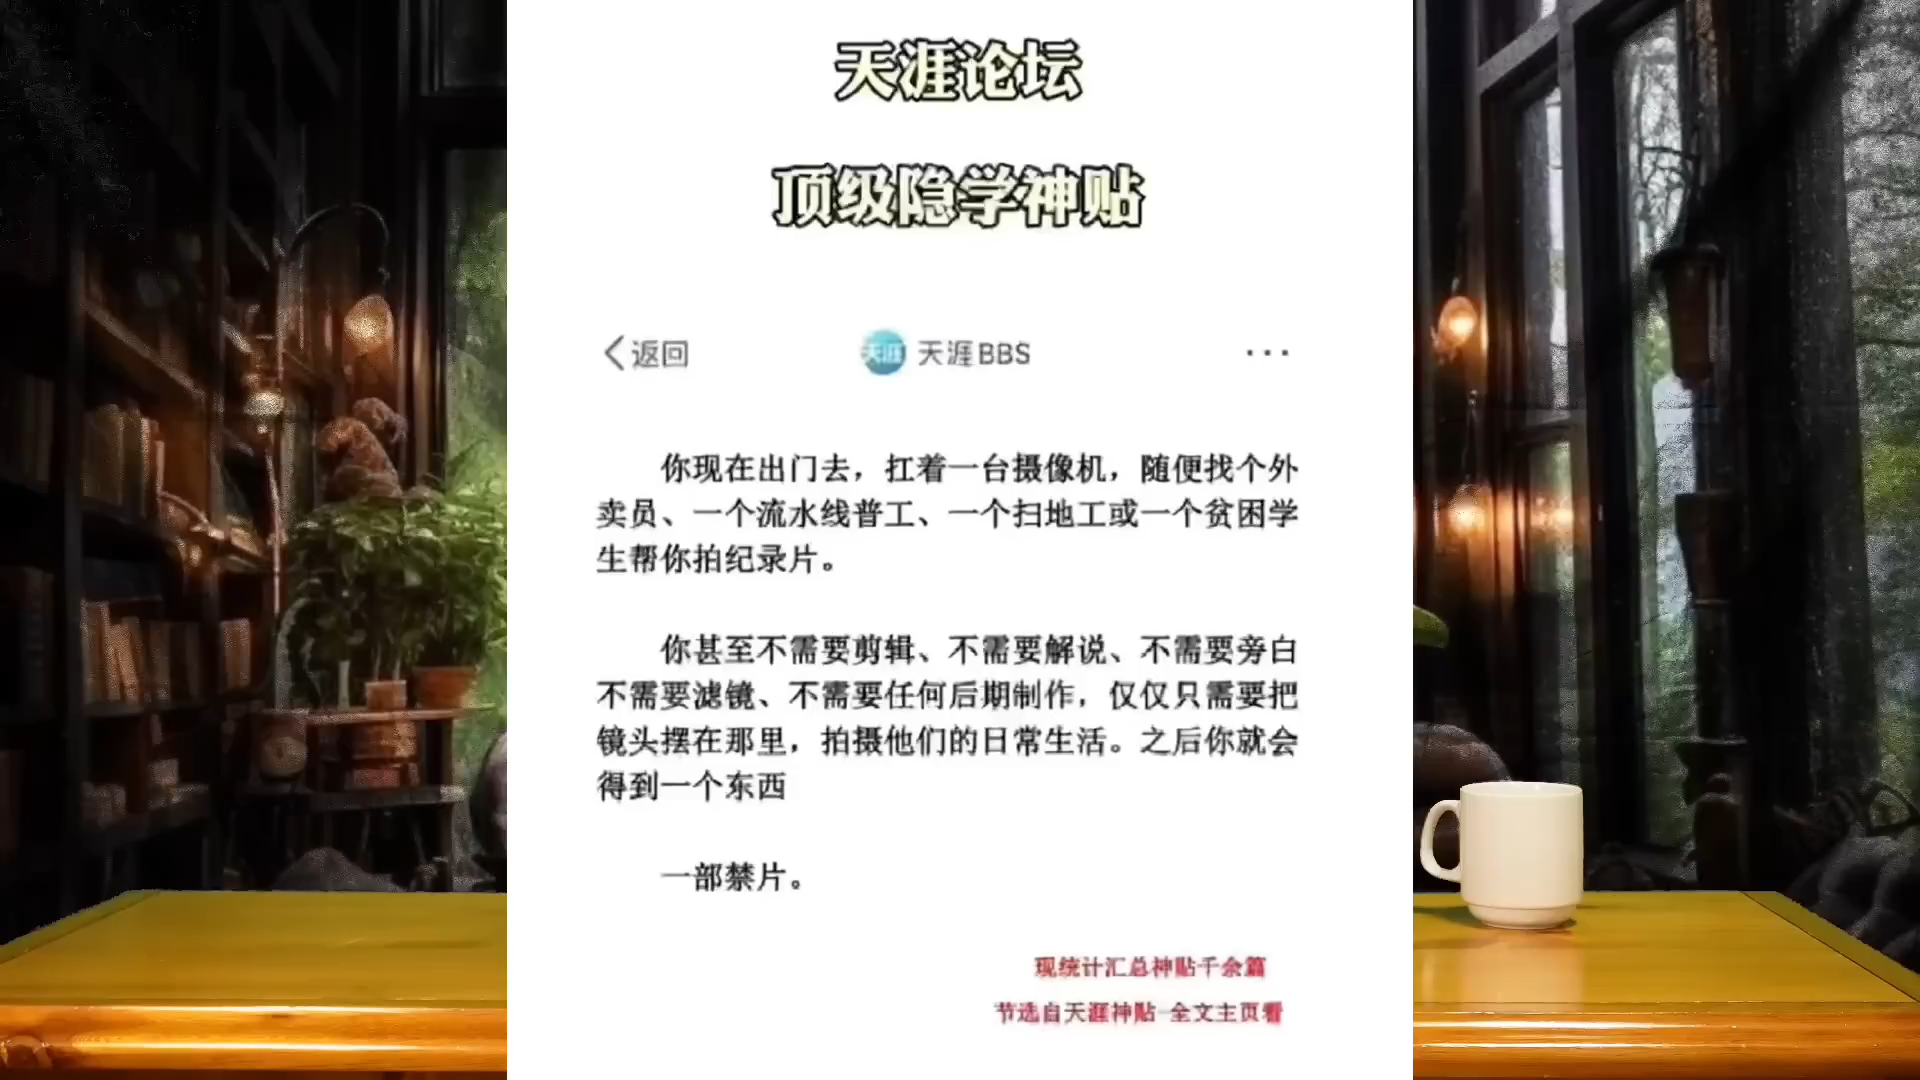 天涯论坛
顶级隐学神贴
返回
天涯
天涯BBS
你现在出门去，扛着一台摄像机，随便找个外
卖员、一个流水线普工、一个扫地工或一个贫困学
生帮你拍纪录片。
你甚至不需要剪辑、不需要解说、不需要旁白
不需要滤镜、不需要任何后期制作，仅仅只需要把
镜头摆在那里，拍摄他们的日常生活。之后你就会
得到一个东西
一部禁片。
现统计汇总神贴千余篇
节选自天涯神贴-全文主页看